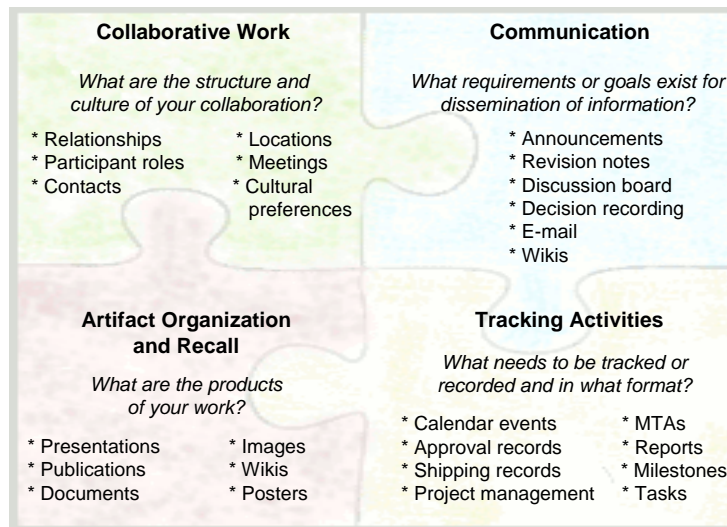 Collaborative Work
What are the structure and
culture of your collaboration?
* Relationships
* Participant roles
* Contacts
* Locations
* Meetings
* Cultural
preferences
Communication
What requirements or goals exist for
dissemination of information?
* Announcements
* Revision notes
* Discussion board
* Decision recording
* E-mail
* Wikis
Artifact Organization
and Recall
What are the products
of your work?
* Presentations
* Publications
* Documents
* Images
* Wikis
* Posters
Tracking Activities
What needs to be tracked or
recorded and in what format?
* Calendar events
* Approval records
* Shipping records
* Project management
* MTAs
* Reports
* Milestones
* Tasks